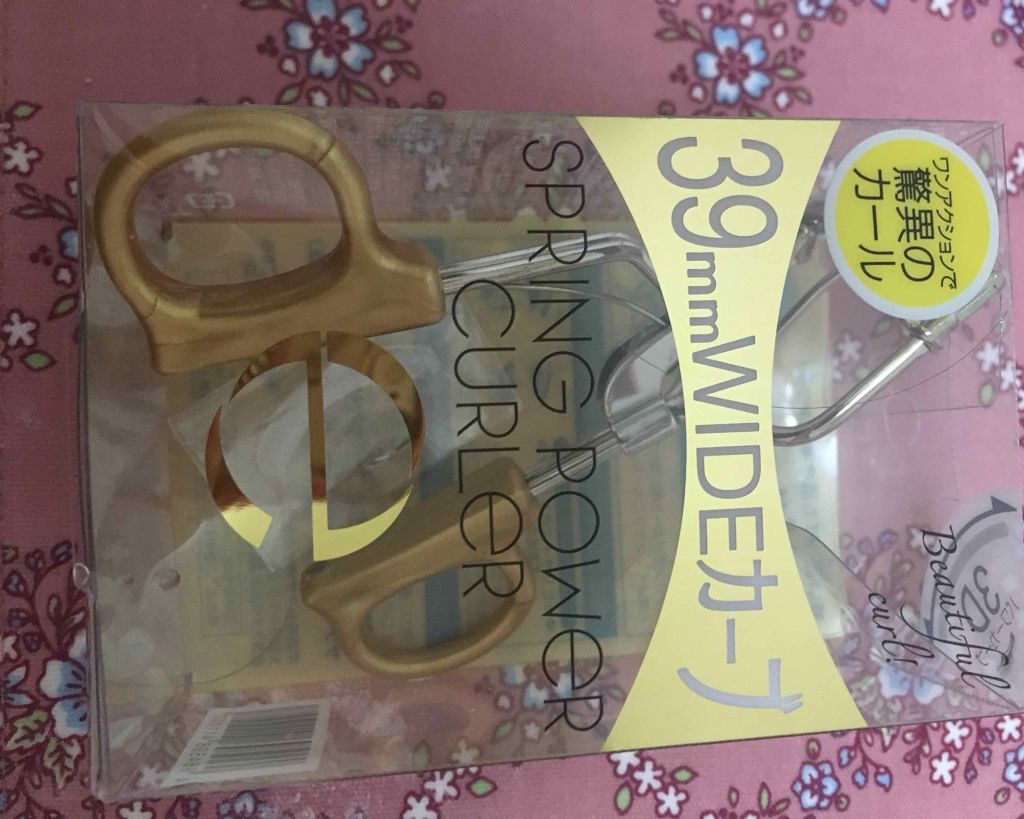 ワンアクションで
驚異の
カール
39mmWIDEカーブ
SPRING POWER
CURLER
e
Beautiful
curl!